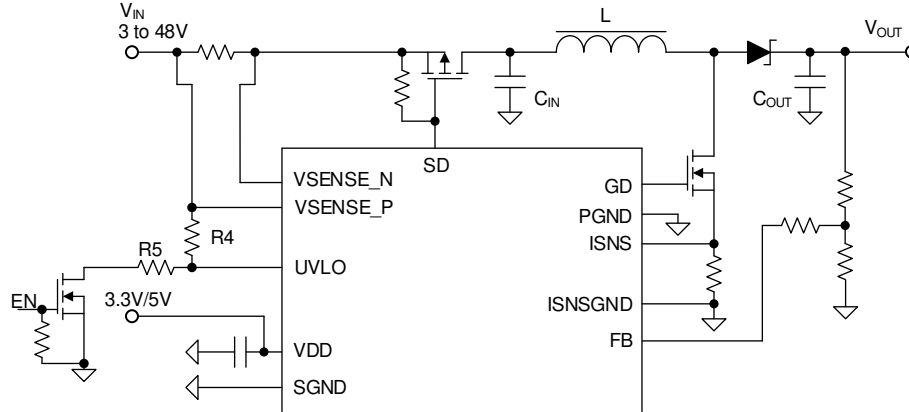 VIN
3 to 48V
L
VOUT
CIN
COUT
SD
VSENSE_N
GD
VSENSE_P
PGND
R4
ISNS
R5
UVLO
EN
3.3V/5V
ISNSGND
VDD
FB
SGND